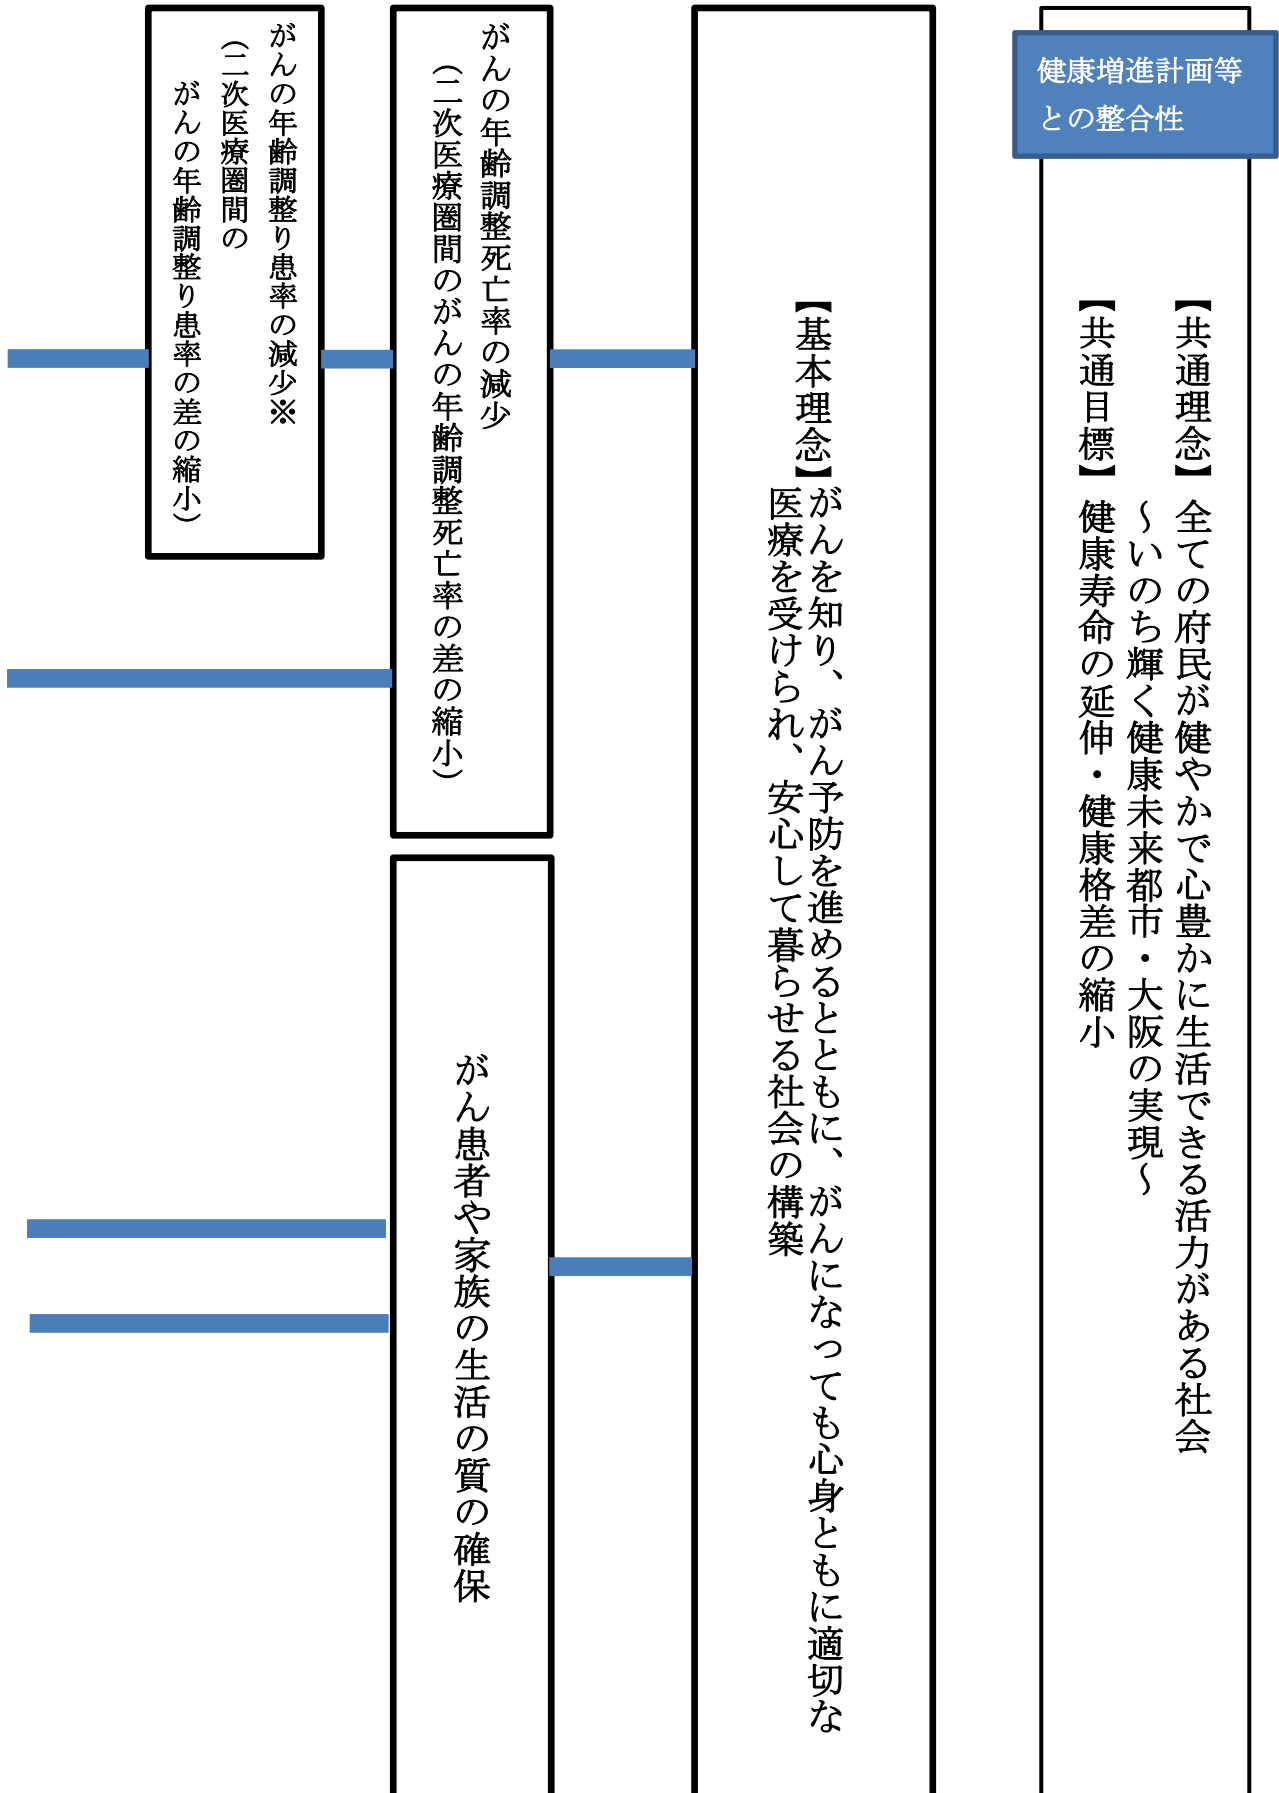 健康増進計画等
との整合性
【共通理念】全ての府民が健やかで心豊かに生活できる活力がある社会
～いのち輝く健康未来都市・大阪の実現～
【共通目標】健康寿命の延伸・健康格差の縮小
【基本理念】がんを知り、がん予防を進めるとともに、がんになっても心身ともに適切な
医療を受けられ、安心して暮らせる社会の構築
がんの年齢調整死亡率の減少
（二次医療圏間のがんの年齢調整死亡率の差の縮小）
がん患者や家族の生活の質の確保
がんの年齢調整り患率の減少※
（二次医療圏間の
がんの年齢調整り患率の差の縮小）